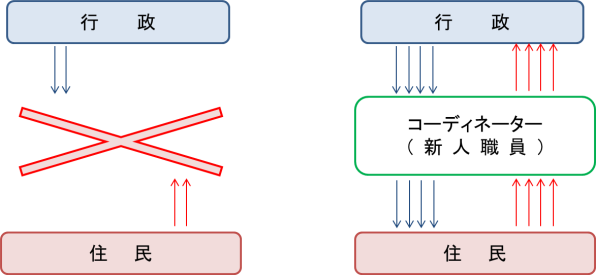 行　政
行　政
コーディネーター
（ 新 人 職 員 ）
住　民
住　民